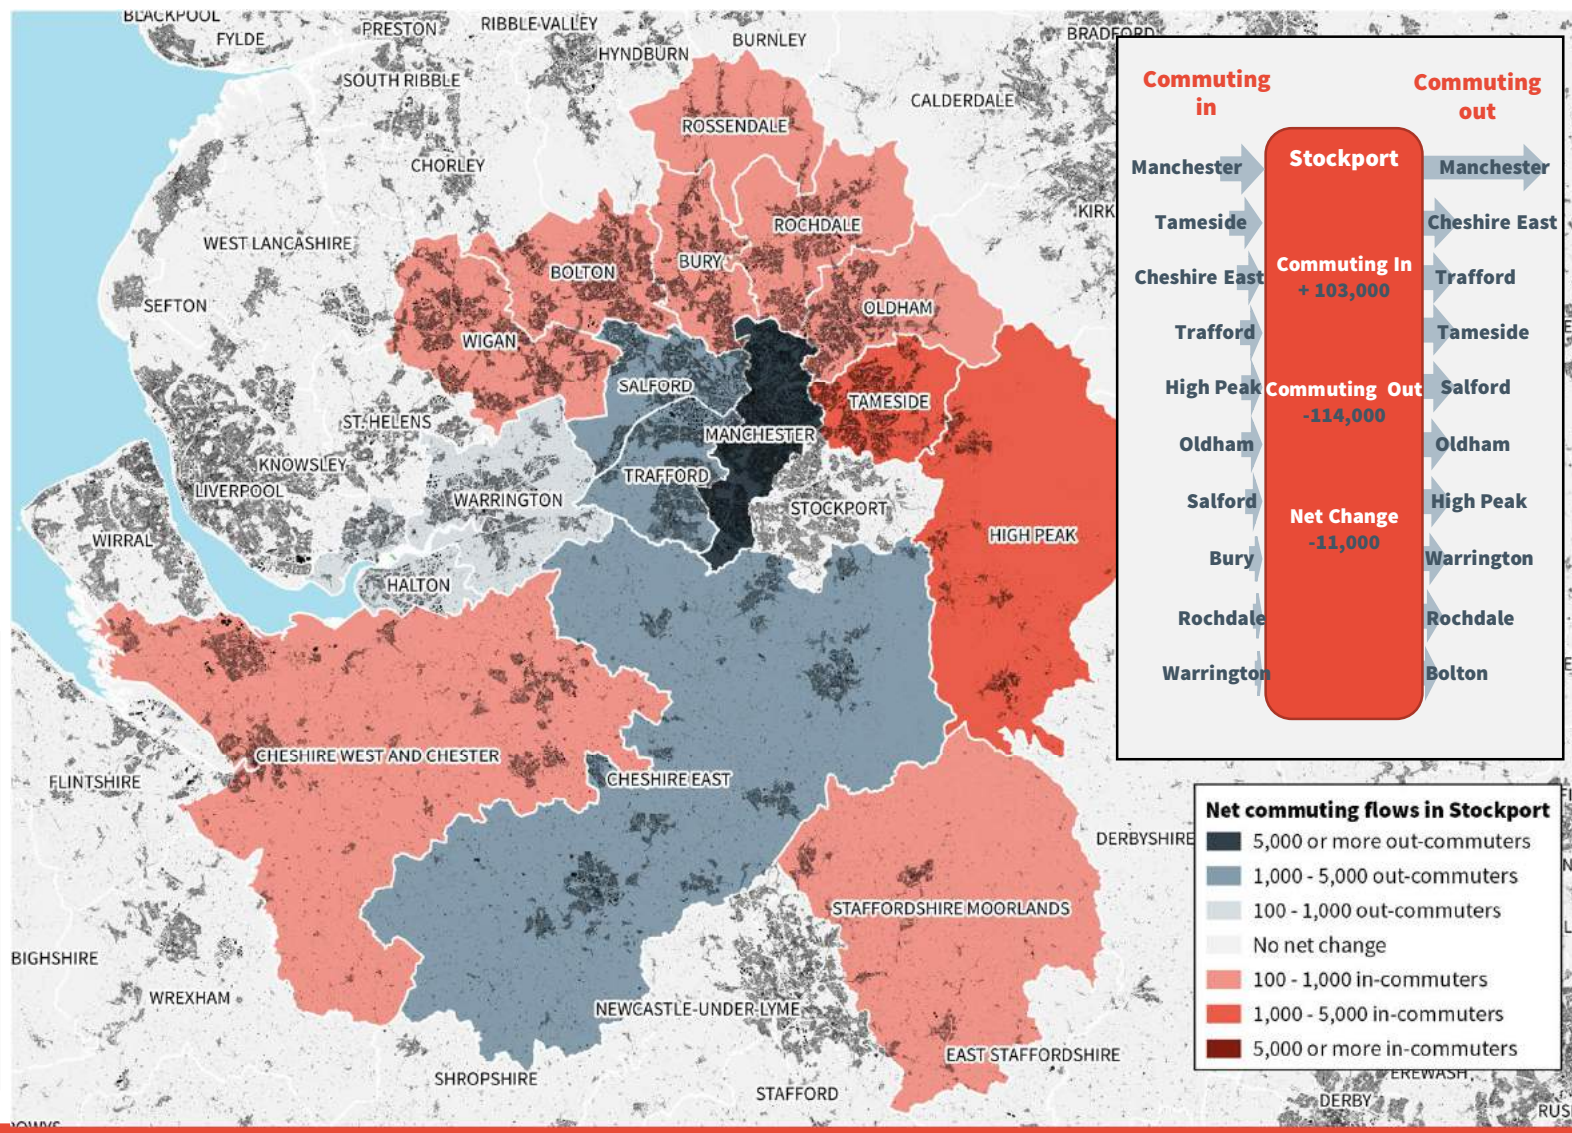 BLACKPOOL
FYLDE
PRESTON
RIBBLE VALLEY
HYNDBURN
BURNLEY
BRADFORD
SOUTH RIBBLE
CALDERDALE
CHORLEY
ROSSENDALE
KIRK
WEST LANCASHIRE
ROCHDALE
BOLTON
BURY
SEFTON
OLDHAM
WIGAN
SALFORD
TAMESIDE
ST. HELENS
MANCHESTER
KNOWSLEY
TRAFFORD
LIVERPOOL
WARRINGTON
STOCKPORT
WIRRAL
HIGH PEAK
HALTON
CHESHIRE WEST AND CHESTER
FLINTSHIRE
CHESHIRE EAST
DERBYSHIRE
STAFFORDSHIRE MOORLANDS
BIGHSHIRE
WREXHAM
NEWCASTLE-UNDER-LYME
EAST STAFFORDSHIRE
SHROPSHIRE
STAFFORD
EREWASH
DERBY
RUS
OWYS
Commuting
in
Commuting
out
Stockport
Manchester
Manchester
Tameside
Cheshire East
Commuting In
+ 103,000
Cheshire East
Trafford
Trafford
Tameside
High Peak
Commuting Out
-114,000
Salford
Oldham
Oldham
Salford
High Peak
Net Change
-11,000
Bury
Warrington
Rochdale
Rochdale
Warrington
Bolton
Net commuting flows in Stockport
5,000 or more out-commuters
1,000 - 5,000 out-commuters
100 - 1,000 out-commuters
No net change
100 - 1,000 in-commuters
1,000 - 5,000 in-commuters
5,000 or more in-commuters